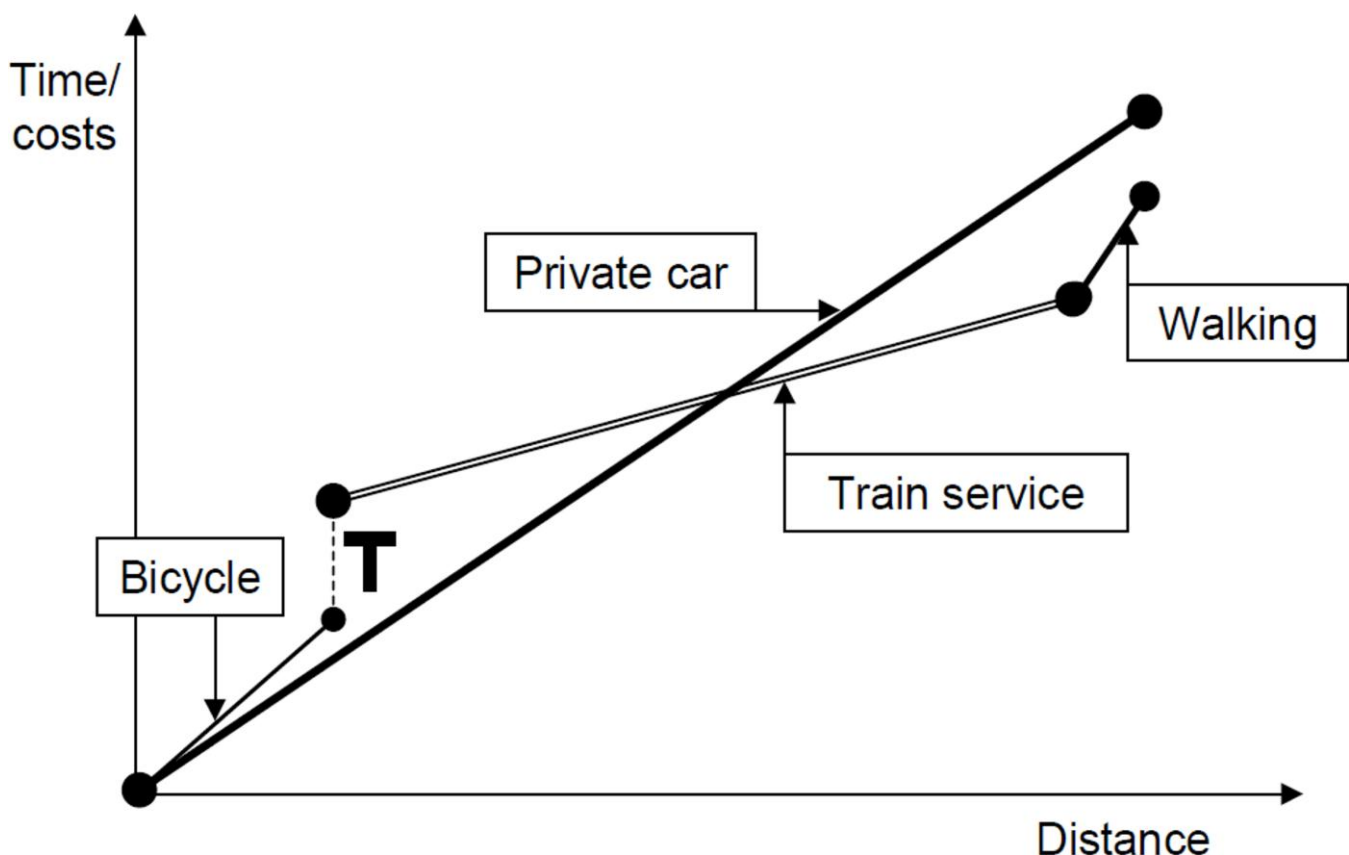 Time/
costs
Private car
Walking
Train service
T
Bicycle
Distance